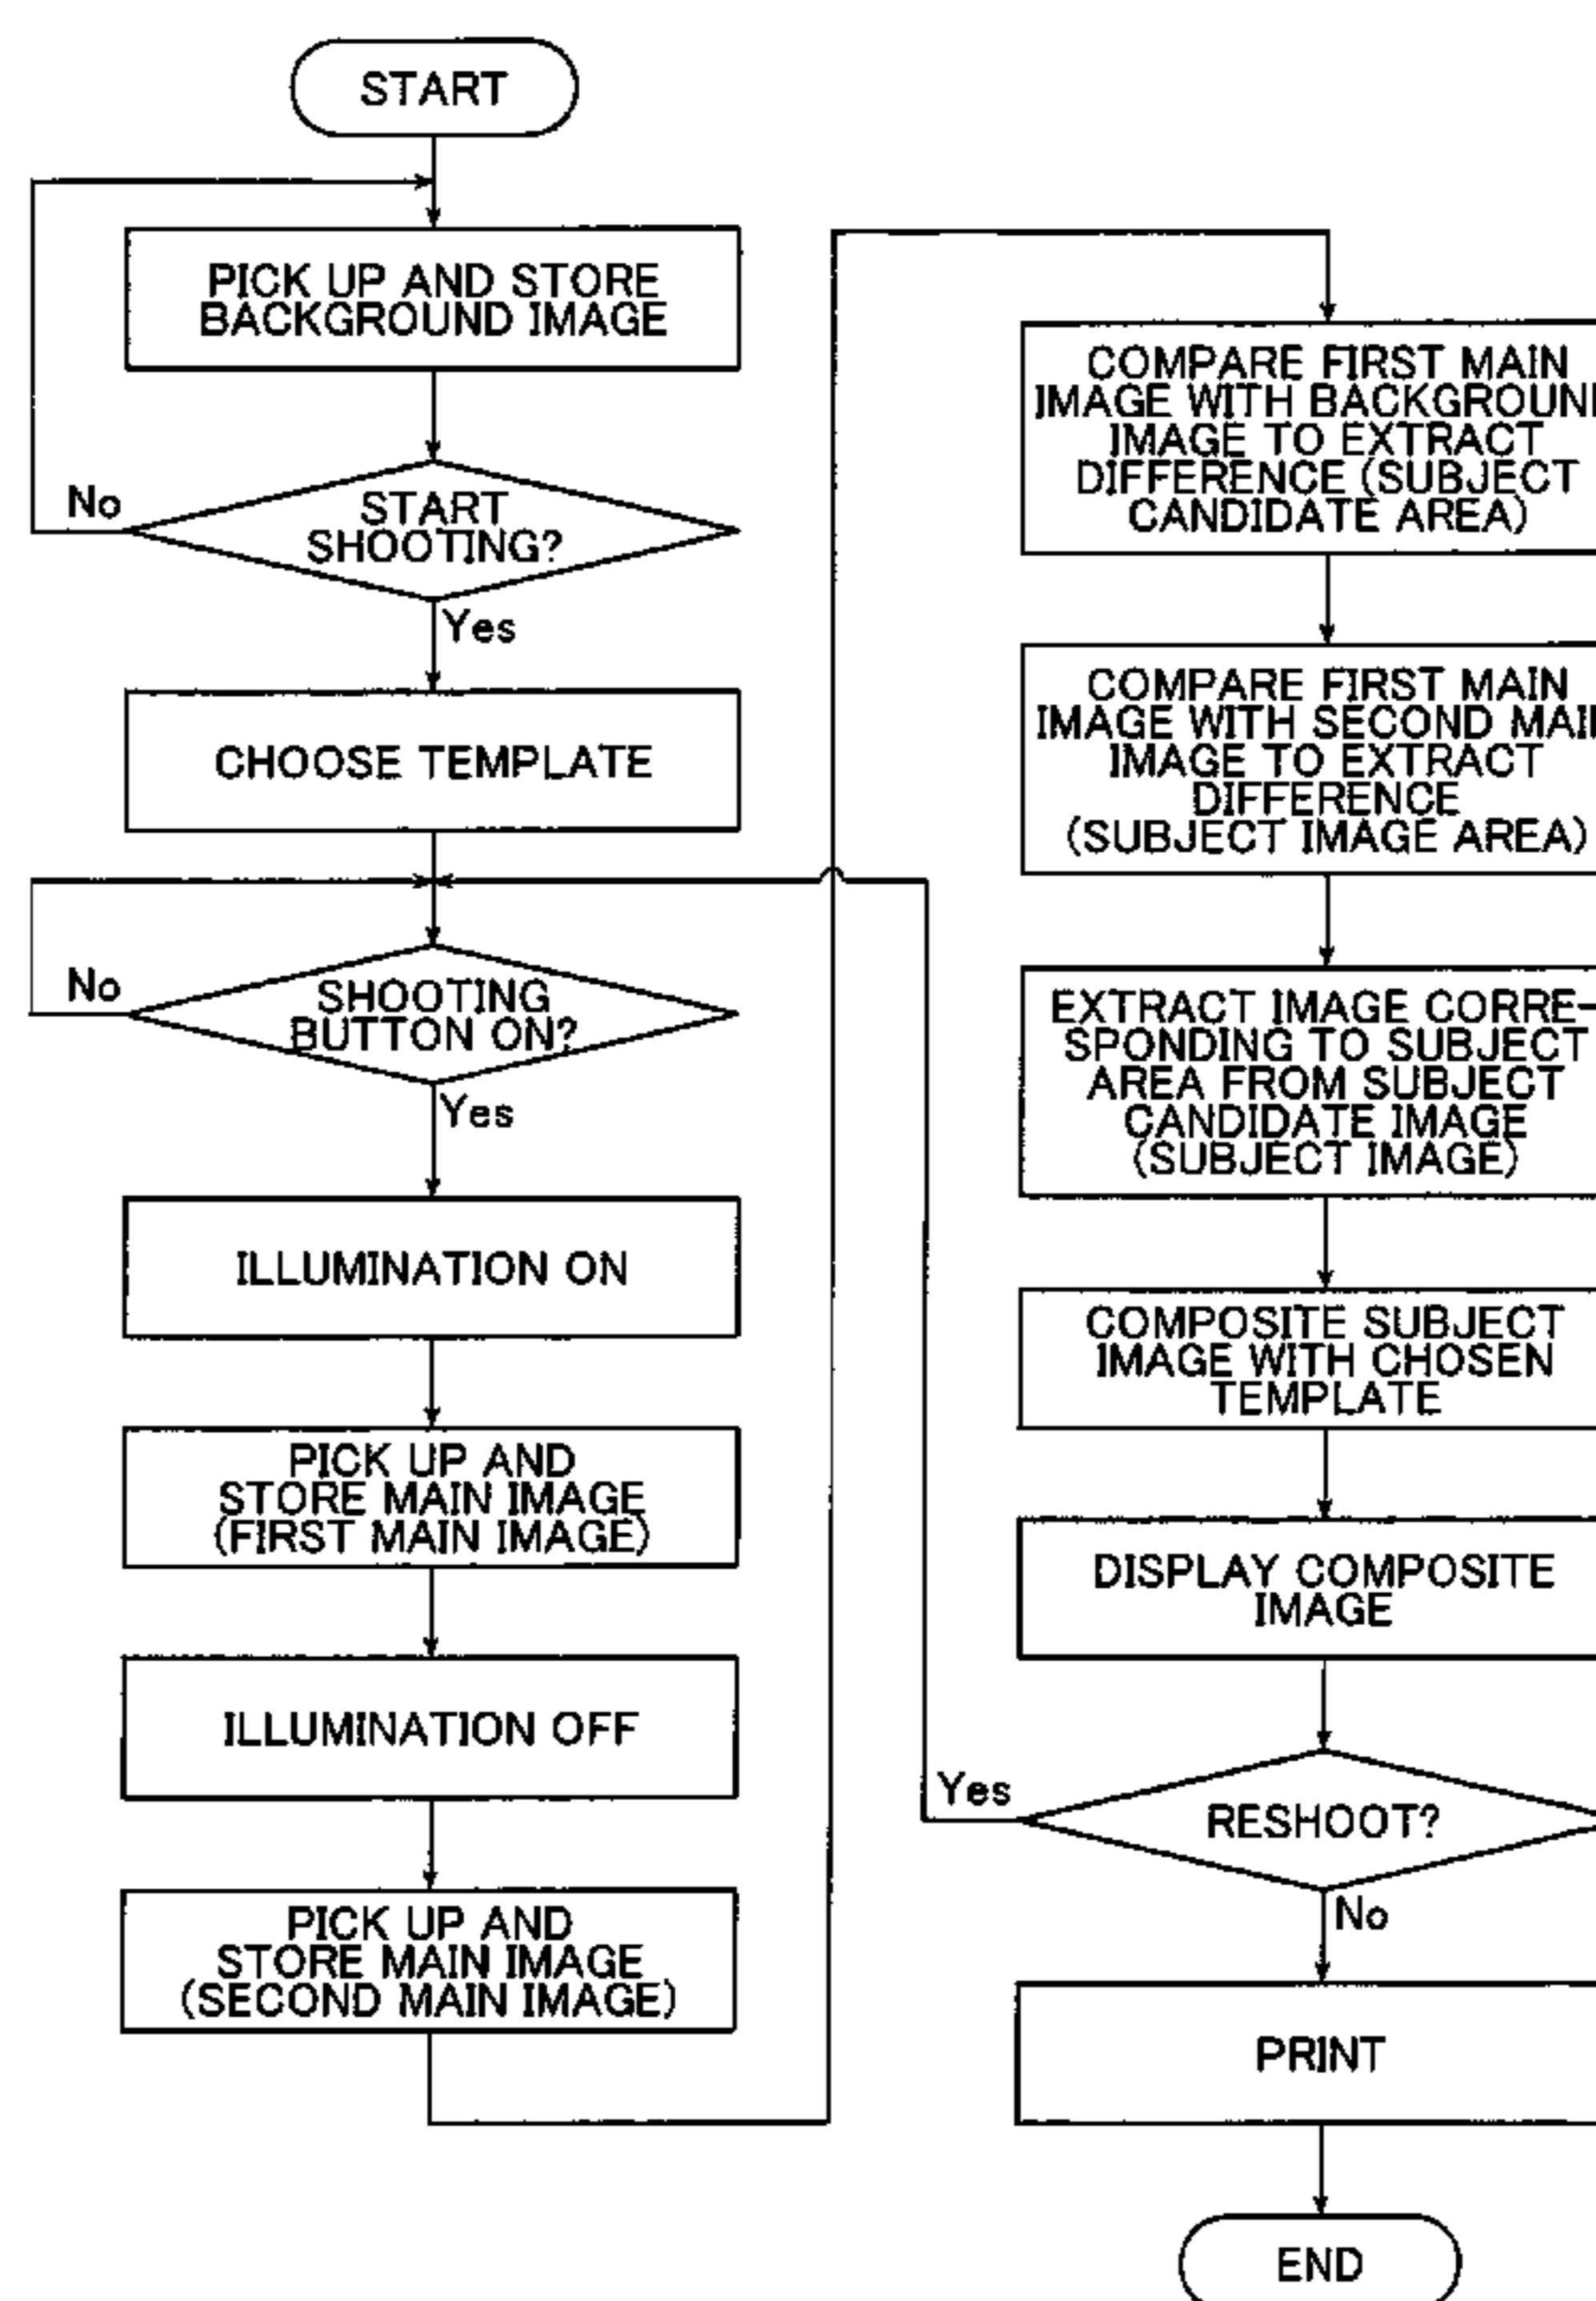 START
PICK UP AND STORE
BACKGROUND IMAGE
No
START
SHOOTING?
Yes
CHOOSE TEMPLATE
No
SHOOTING
BUTTON ON?
Yes
ILLUMINATION ON
PICK UP AND
STORE MAIN IMAGE
(FIRST MAIN IMAGE)
ILLUMINATION OFF
PICK UP AND
STORE MAIN IMAGE
(SECOND MAIN IMAGE)
COMPARE FIRST MAIN
IMAGE WITH BACKGROUN
IMAGE TO EXTRACT
DIFFERENCE (SUBJECT
CANDIDATE AREA)
COMPARE FIRST MAIN
IMAGE WITH SECOND MAI
IMAGE TO EXTRACT
DIFFERENCE
(SUBJECT IMAGE AREA)
EXTRACT IMAGE CORRE-
SPONDING TO SUBJECT
AREA FROM SUBJECT
CANDIDATE IMAGE
(SUBJECT IMAGE)
COMPOSITE SUBJECT
IMAGE WITH CHOSEN
TEMPLATE
DISPLAY COMPOSITE
IMAGE
Yes
RESHOOT?
No
PRINT
END